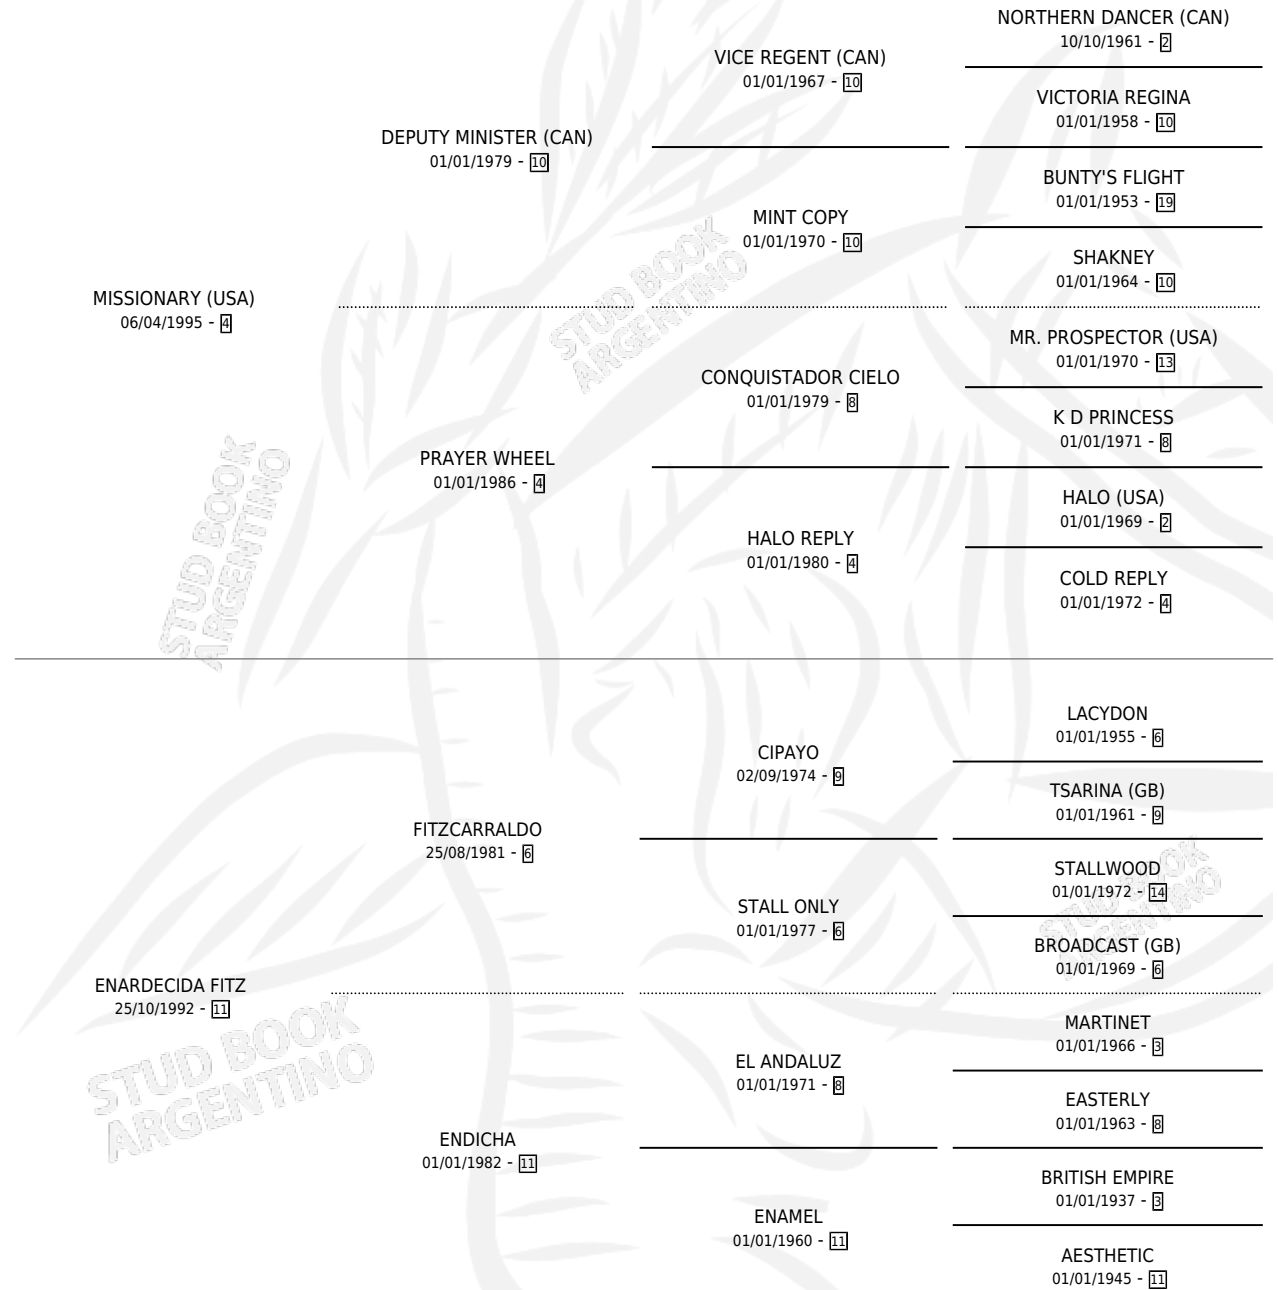 NORTHERN DANCER (CAN)
10/10/1961 - 2
VICE REGENT (CAN)
01/01/1967 - 10
VICTORIA REGINA
01/01/1958 - 10
DEPUTY MINISTER (CAN)
01/01/1979 - 10
BUNTY'S FLIGHT
01/01/1953 - 19
MINT COPY
01/01/1970 - 10
SHAKNEY
01/01/1964 - 10
MISSIONARY (USA)
06/04/1995 - 4
MR. PROSPECTOR (USA)
01/01/1970 - 13
CONQUISTADOR CIELO
01/01/1979 - 8
K D PRINCESS
01/01/1971 - 8
PRAYER WHEEL
01/01/1986 - 4
HALO (USA)
01/01/1969 - 2
HALO REPLY
01/01/1980 - 4
COLD REPLY
01/01/1972 - 4
LACYDON
01/01/1955 - 6
CIPAYO
02/09/1974 - 9
TSARINA (GB)
01/01/1961 - 9
FITZCARRALDO
25/08/1981 - 6
STALLWOOD
01/01/1972 - 14
STALL ONLY
01/01/1977 - 6
BROADCAST (GB)
01/01/1969 - 6
ENARDECIDA FITZ
25/10/1992 - 11
MARTINET
01/01/1966 - 3
EL ANDALUZ
01/01/1971 - 8
EASTERLY
01/01/1963 - 8
ENDICHA
01/01/1982 - 11
BRITISH EMPIRE
01/01/1937 - 3
ENAMEL
01/01/1960 - 11
AESTHETIC
01/01/1945 - 11
STUD BOOK
ARGENTINO
STUD BOOK
ARGENTINO
STUD BOOK
ARGENTINO
STUD BOOK
ARGENTINO